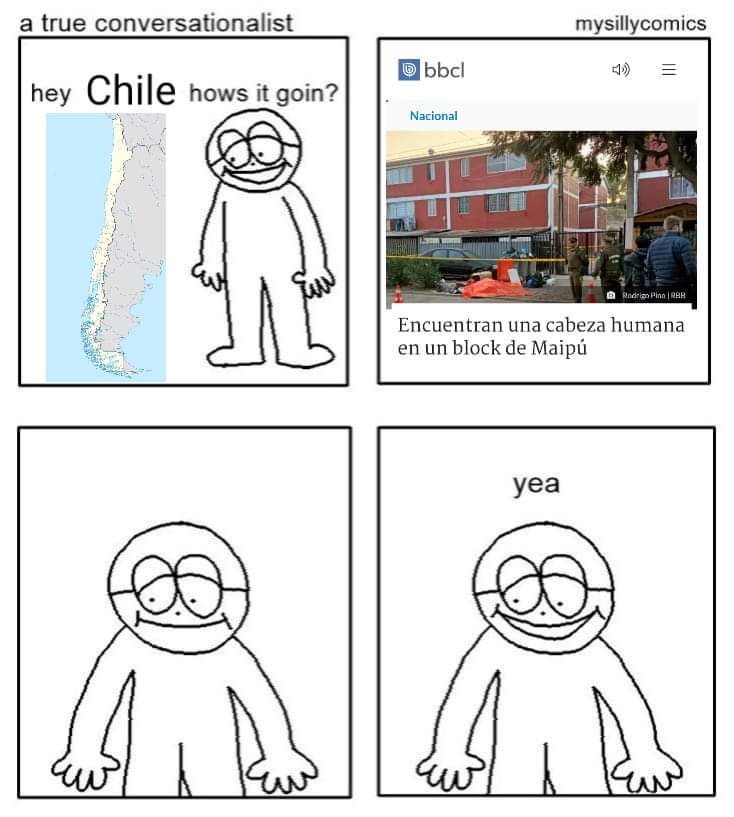 a true conversationalist
mysillycomics
hey Chile hows it goin?
bbcl
Nacional
Rodrigo Pino | RBB
Encuentran una cabeza humana
en un block de Maipú
yea